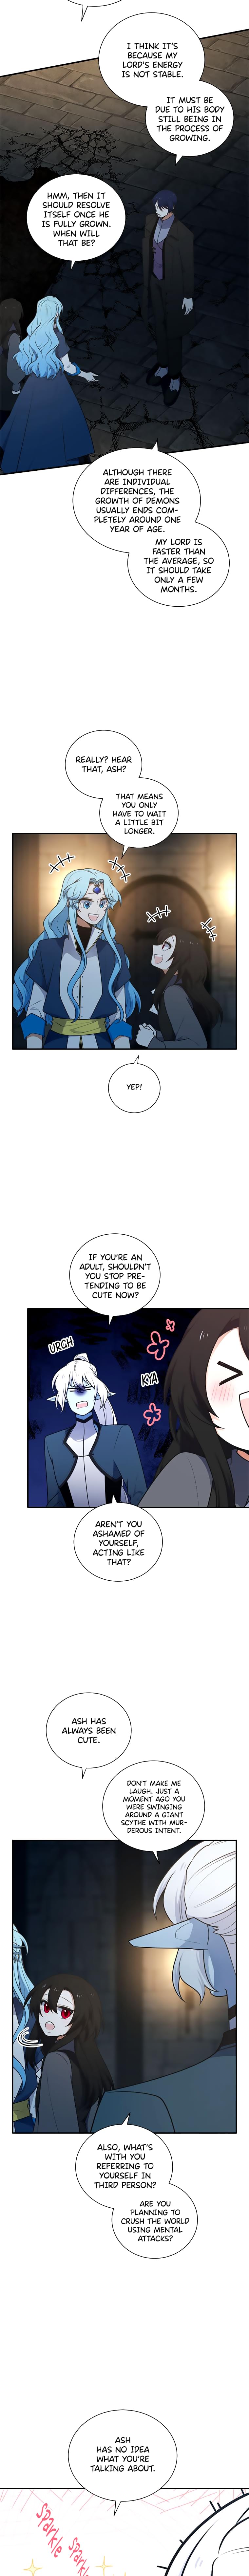 I THINK IT'S
BECAUSE MY
LORD'S ENERGY
IS NOT STABLE.
IT MUST BE
DUE TO HIS BODY
STILL BEING IN
THE PROCESS OF
GROWING.
HMM, THEN IT
SHOULD RESOLVE
ITSELF ONCE HE
IS FULLY GROWN.
WHEN WILL
THAT BE?
ALTHOUGH THERE
ARE INDIVIDUAL
DIFFERENCES, THE
GROWTH OF DEMONS
USUALLY ENDS COM-
PLETELY AROUND ONE
YEAR OF AGE.
MY LORD IS
FASTER THAN
THE AVERAGE, SO
IT SHOULD TAKE
ONLY A FEW
MONTHS.
REALLY? HEAR
THAT, ASH?
THAT MEANS
YOU ONLY
HAVE TO WAIT
A LITTLE BIT
LONGER.
YEP!
IF YOU'RE AN
ADULT, SHOULDN'T
YOU STOP PRE-
TENDING TO BE
CUTE NOW?
URGH
KYA
AREN'T YOU
ASHAMED OF
YOURSELF,
ACTING LIKE
THAT?
ASH HAS
ALWAYS BEEN
CUTE.
DON'T MAKE ME
LAUGH. JUST A
MOMENT AGO YOU
WERE SWINGING
AROUND A GIANT
SCYTHE WITH MUR-
DEROUS INTENT.
ALSO, WHAT'S
WITH YOU
REFERRING TO
YOURSELF IN
THIRD PERSON?
ARE YOU
PLANNING TO
CRUSH THE WORLD
USING MENTAL
ATTACKS?
ASH
HAS NO IDEA
WHAT YOU'RE
TALKING ABOUT.
sparkle
sparkle